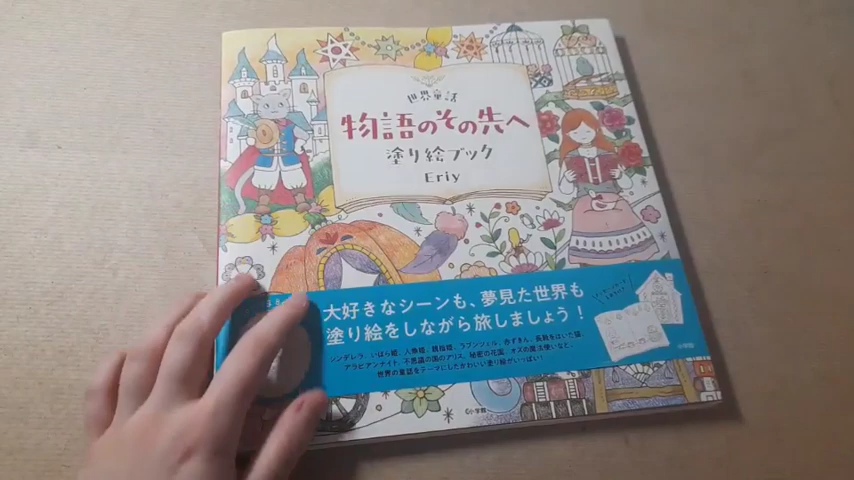 世界童話
物語のその先へ
塗り絵ブック
Eriy
大好きなシーンも、夢見た世界も
塗り絵をしながら旅しましょう!
シンデレラ、いばら姫、人魚姫、親指姫、ラプンツェル、赤ずきん、長靴をはいた猫、
アラビアンナイト、不思議の国のアリス、秘密の花園、オズの魔法使いなど、
世界の童話をテーマにしたかわいい塗り絵がいっぱい!
©小学館
小学館